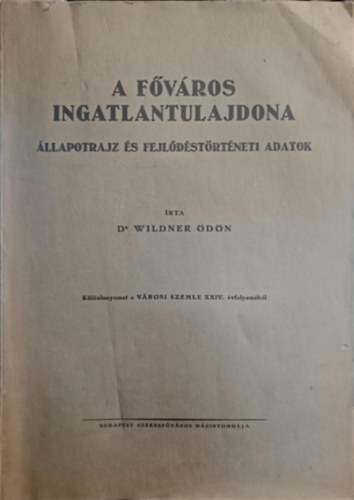 A FŐVÁROS
INGATLANTULAJDONA
ÁLLAPOTRAJZ ÉS FEJLŐDÉSTÖRTÉNETI ADATOK
ÍRTA
Dr WILDNER ÖDÖN
Különlenyomat a VÁROSI SZEMLE XXIV. évfolyamából
BUDAPEST SZÉKESFŐVÁROS HÁZINYOMDÁJA